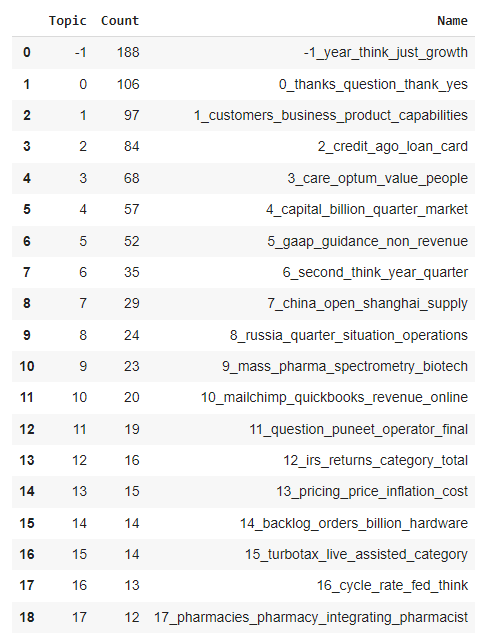 Topic Count Name
0 -1 188 -1_year_think_just_growth
1 0 106 0_thanks_question_thank_yes
2 1 97 1_customers_business_product_capabilities
3 2 84 2_credit_ago_loan_card
4 3 68 3_care_optum_value_people
5 4 57 4_capital_billion_quarter_market
6 5 52 5_gaap_guidance_non_revenue
7 6 35 6_second_think_year_quarter
8 7 29 7_china_open_shanghai_supply
9 8 24 8_russia_quarter_situation_operations
10 9 23 9_mass_pharma_spectrometry_biotech
11 10 20 10_mailchimp_quickbooks_revenue_online
12 11 19 11_question_puneet_operator_final
13 12 16 12_irs_returns_category_total
14 13 15 13_pricing_price_inflation_cost
15 14 14 14_backlog_orders_billion_hardware
16 15 14 15_turbotax_live_assisted_category
17 16 13 16_cycle_rate_fed_think
18 17 12 17_pharmacies_pharmacy_integrating_pharmacist